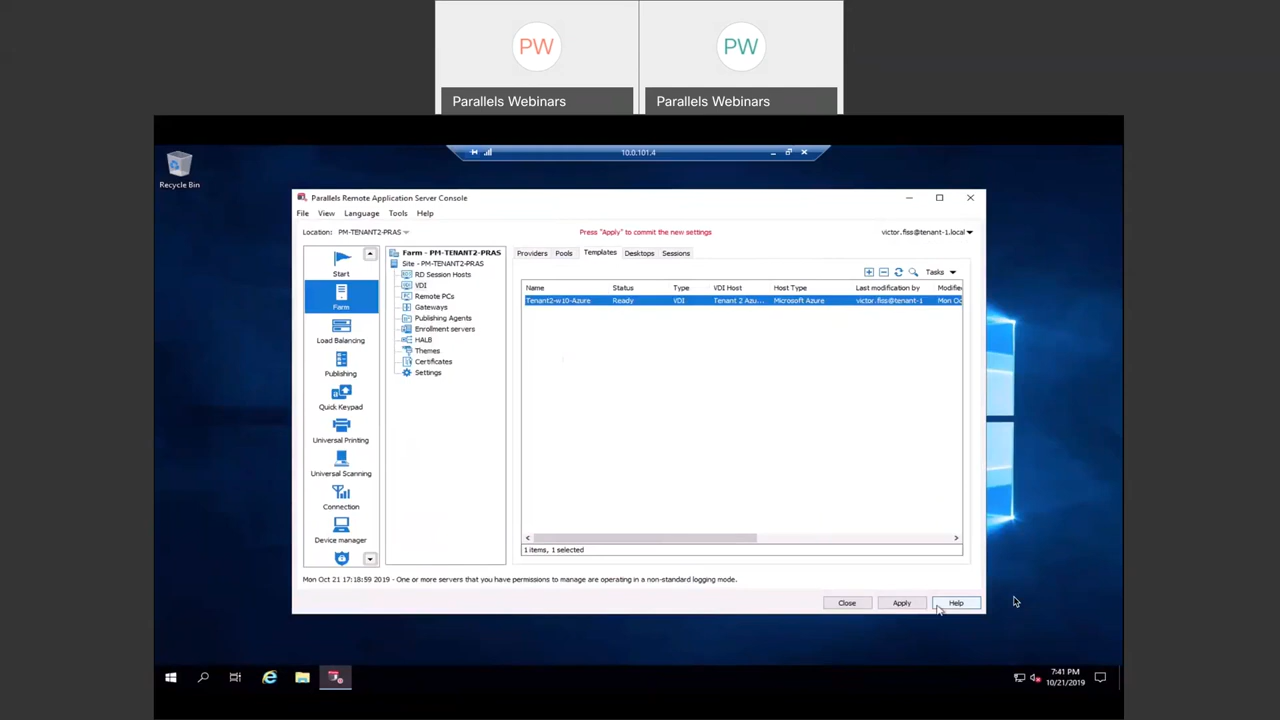 PW
PW
Parallels Webinars
Parallels Webinars
10.0.101.4
Recycle Bin
Parallels Remote Application Server Console
File View Language Tools Help
Location: PM-TENANT2-PRAS
Press "Apply" to commit the new settings
victor.fiss@tenant-1.local
Start
Farm
Load Balancing
Publishing
Quick Keypad
Universal Printing
Universal Scanning
Connection
Device manager
Farm - PM-TENANT2-PRAS
Site - PM-TENANT2-PRAS
RD Session Hosts
VDI
Remote PCs
Gateways
Publishing Agents
Enrollment servers
HALB
Themes
Certificates
Settings
Providers Pools Templates Desktops Sessions
Tasks
Name Status Type VDI Host Host Type Last modification by Modifie
Tenant2-w10-Azure Ready VDI Tenant 2 Azu... Microsoft Azure victor.fiss@tenant-1 Mon Oc
1 items, 1 selected
Mon Oct 21 17:18:59 2019 - One or more servers that you have permissions to manage are operating in a non-standard logging mode.
Close Apply Help
7:41 PM
10/21/2019